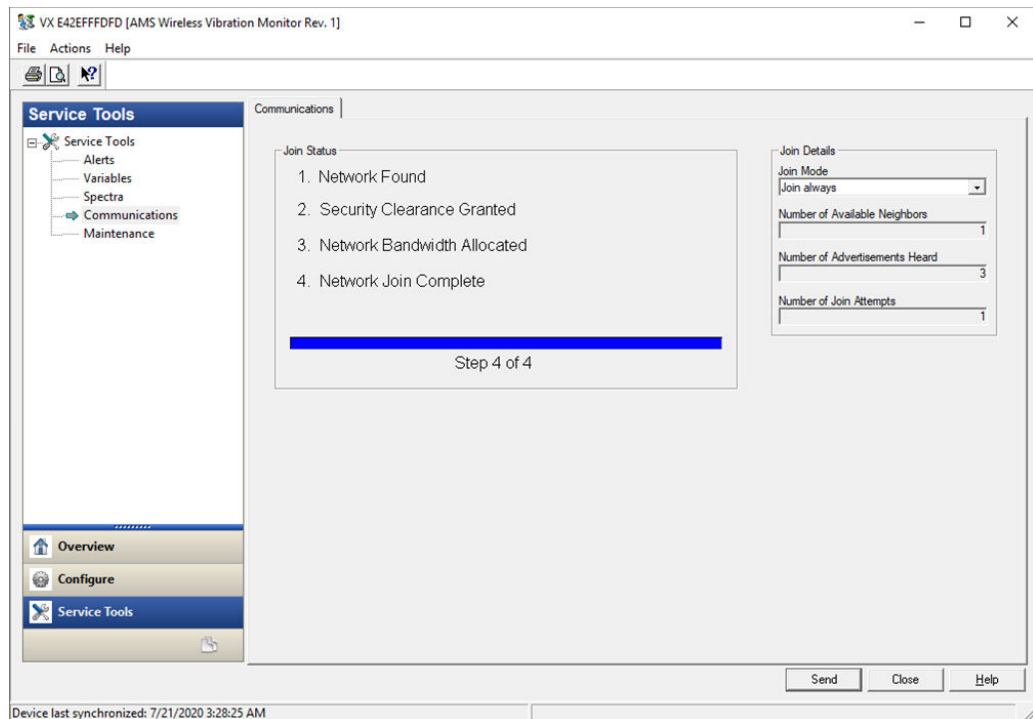 VX E42EFFFDFD [AMS Wireless Vibration Monitor Rev. 1]
File Actions Help
Service Tools
Service Tools
Alerts
Variables
Spectra
Communications
Maintenance
Overview
Configure
Service Tools
Communications
Join Status
1. Network Found
2. Security Clearance Granted
3. Network Bandwidth Allocated
4. Network Join Complete
Step 4 of 4
Join Details
Join Mode
Join always
Number of Available Neighbors
1
Number of Advertisements Heard
3
Number of Join Attempts
1
Send Close Help
Device last synchronized: 7/21/2020 3:28:25 AM